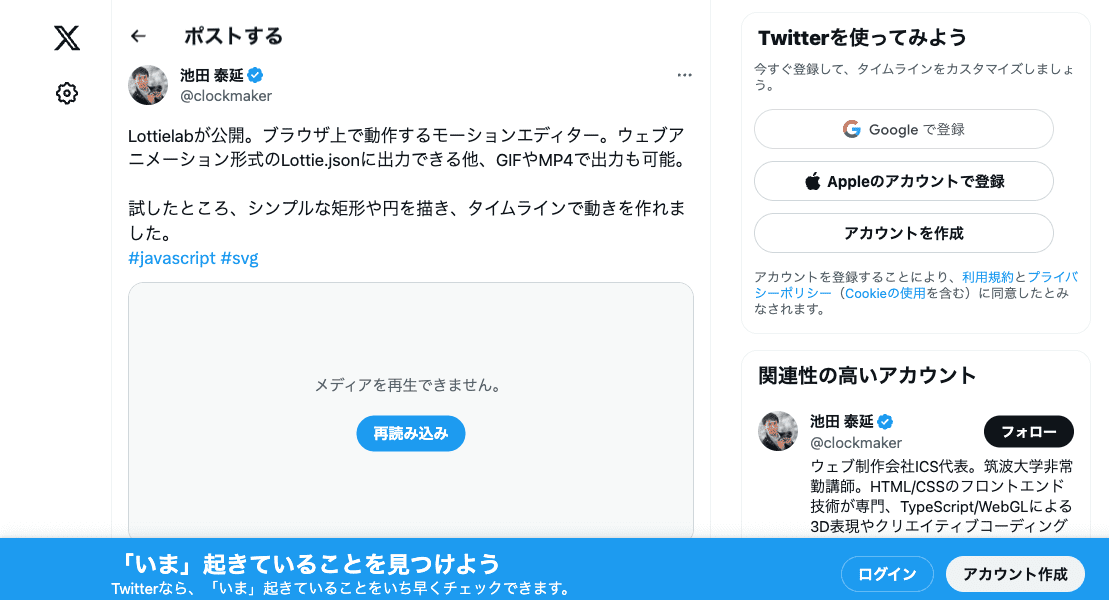 ポストする
池田 泰延
@clockmaker
Lottielabが公開。ブラウザ上で動作するモーションエディター。ウェブア
ニメーション形式のLottie.jsonに出力できる他、GIFやMP4で出力も可能。
試したところ、シンプルな矩形や円を描き、タイムラインで動きを作れま
した。
#javascript #svg
メディアを再生できません。
再読み込み
Twitterを使ってみよう
今すぐ登録して、タイムラインをカスタマイズしましょ
う。
Google で登録
Appleのアカウントで登録
アカウントを作成
アカウントを登録することにより、利用規約とプライバ
シーポリシー（Cookieの使用を含む）に同意したとみ
なされます。
関連性の高いアカウント
池田 泰延
@clockmaker
フォロー
ウェブ制作会社ICS代表。筑波大学非常
勤講師。HTML/CSSのフロントエンド
技術が専門、TypeScript/WebGLによる
3D表現やクリエイティブコーディング
「いま」起きていることを見つけよう
Twitterなら、「いま」起きていることをいち早くチェックできます。
ログイン
アカウント作成